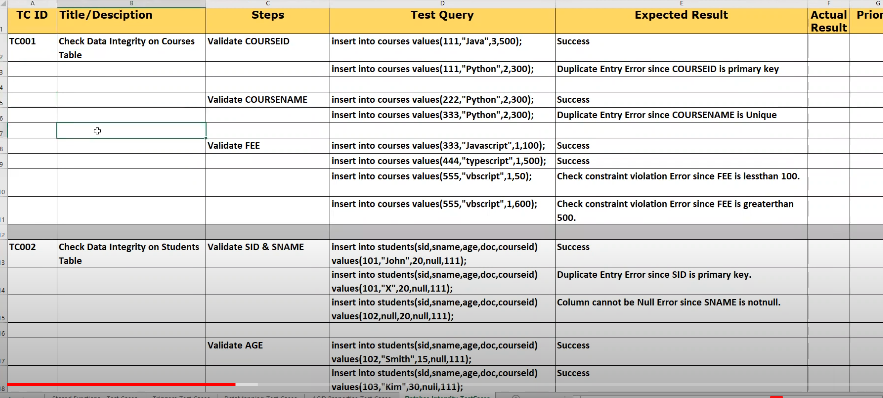 A B C D E F G
TC ID Title/Desciption Steps Test Query Expected Result Actual Result Prior
TC001 Check Data Integrity on Courses Table Validate COURSEID insert into courses values(111,"Java",3,500); Success
insert into courses values(111,"Python",2,300); Duplicate Entry Error since COURSEID is primary key
Validate COURSENAME insert into courses values(222,"Python",2,300); Success
insert into courses values(333,"Python",2,300); Duplicate Entry Error since COURSENAME is Unique
Validate FEE insert into courses values(333,"Javascript",1,100); Success
insert into courses values(444,"typescript",1,500); Success
insert into courses values(555,"vbscript",1,50); Check constraint violation Error since FEE is lessthan 100.
insert into courses values(555,"vbscript",1,600); Check constraint violation Error since FEE is greaterthan
500.
TC002 Check Data Integrity on Students Table Validate SID & SNAME insert into students(sid,sname,age,doc,courseid) Success
values(101,"John",20,null,111);
insert into students(sid,sname,age,doc,courseid) Duplicate Entry Error since SID is primary key.
values(101,"X",20,null,111);
insert into students(sid,sname,age,doc,courseid) Column cannot be Null Error since SNAME is notnull.
values(102,null,20,null,111);
Validate AGE insert into students(sid,sname,age,doc,courseid) Success
values(102,"Smith",15,null,111);
insert into students(sid,sname,age,doc,courseid) Success
values(103,"Kim",30,null,111);